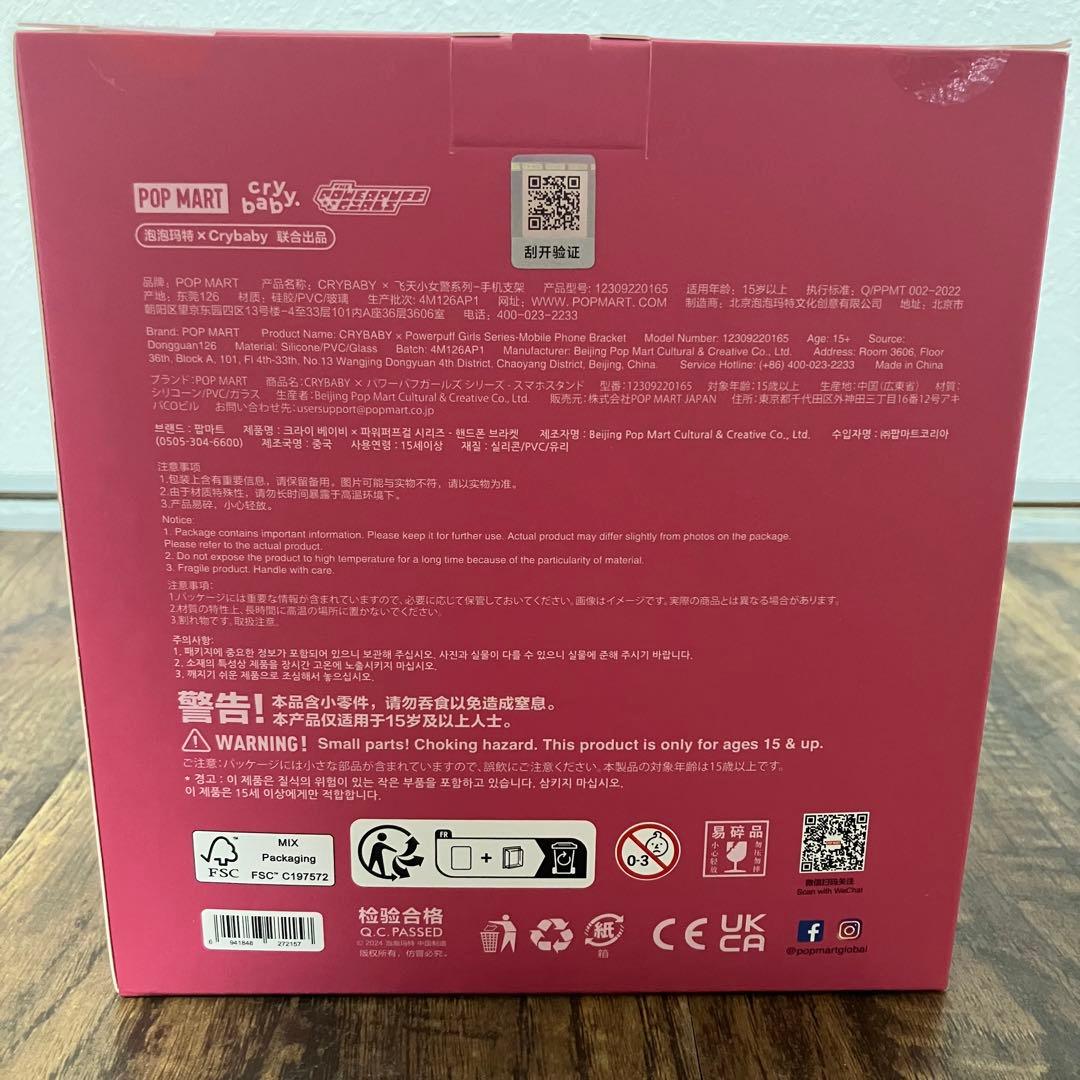 POP MART cry baby. THE POWERPUFF GIRLS
泡泡玛特×Crybaby 联合出品
刮开验证
品牌：POP MART 产品名称：CRYBABY × 飞天小女警系列-手机支架 产品型号：12309220165 适用年龄：15岁以上 执行标准：Q/PPMT 002-2022
产地：东莞126 材质：硅胶/PVC/玻璃 生产批次：4M126AP1 网址：WWW.POPMART.COM 制造商：北京泡泡玛特文化创意有限公司 地址：北京市
朝阳区望京东园四区13号楼-4至33层101内A座36层3606室 电话：400-023-2233
Brand: POP MART Product Name: CRYBABY × Powerpuff Girls Series-Mobile Phone Bracket Model Number: 12309220165 Age: 15+ Source:
Dongguan126 Material: Silicone/PVC/Glass Batch: 4M126AP1 Manufacturer: Beijing Pop Mart Cultural & Creative Co., Ltd. Address: Room 3606, Floor
36th, Block A, 101, Fl 4th-33th, No.13 Wangjing Dongyuan 4th District, Chaoyang District, Beijing, China. Service Hotline: (+86) 400-023-2233 Made in China
ブランド：POP MART 商品名：CRYBABY × パワーパフガールズ シリーズ - スマホスタンド 型番：12309220165 対象年齢：15歳以上 生産地：中国（広東省） 材質：
シリコーン/PVC/ガラス 生産者：Beijing Pop Mart Cultural & Creative Co., Ltd. 販売元：株式会社POP MART JAPAN 住所：東京都千代田区外神田三丁目16番12号アキ
バCOビル お問い合わせ先：usersupport@popmart.co.jp
브랜드 : 팝마트 제품명 : 크라이 베이비 × 파워퍼프걸 시리즈 - 핸드폰 브라켓 제조자명 : Beijing Pop Mart Cultural & Creative Co., Ltd. 수입자명 : ㈜팝마트코리아
(0505-304-6600) 제조국명 : 중국 사용연령 : 15세이상 재질 : 실리콘/PVC/유리
注意事项
1.包装上含有重要信息，请保留备用。图片可能与实物不符，请以实物为准。
2.由于材质特殊性，请勿长时间暴露于高温环境下。
3.产品易碎，小心轻放。
Notice:
1. Package contains important information. Please keep it for further use. Actual product may differ slightly from photos on the package.
Please refer to the actual product.
2. Do not expose the product to high temperature for a long time because of the particularity of material.
3. Fragile product. Handle with care.
注意事項：
1.パッケージには重要な情報が含まれていますので、必要に応じて保管しておいてください。画像はイメージです。実際の商品とは異なる場合があります。
2.材質の特性上、長時間に高温の場所に置かないでください。
3.割れ物です。取扱注意。
주의사항:
1. 패키지에 중요한 정보가 포함되어 있으니 보관해 주십시오. 사진과 실물이 다를 수 있으니 실물에 준해 주시기 바랍니다.
2. 소재의 특성상 제품을 장시간 고온에 노출시키지 마십시오.
3. 깨지기 쉬운 제품으로 조심해서 놓으십시오.
警告! 本品含小零件，请勿吞食以免造成窒息。
本产品仅适用于15岁及以上人士。
WARNING! Small parts! Choking hazard. This product is only for ages 15 & up.
ご注意：パッケージには小さな部品が含まれていますので、誤飲にご注意ください。本製品の対象年齢は15歳以上です。
* 경고 : 이 제품은 질식의 위험이 있는 작은 부품을 포함하고 있습니다. 삼키지 마십시오.
이 제품은 15세 이상에게만 적합합니다.
FSC™ MIX
Packaging
FSC™ C197572
FR
+
0-3
易碎品
小心轻放
勿压勿摔
微信扫码关注
Scan with WeChat
6 941848 272157
检验合格
Q.C. PASSED
© 2024 泡泡玛特 中国制造
版权所有，仿冒必究。
紙
箱
CE
UK
CA
@popmartglobal